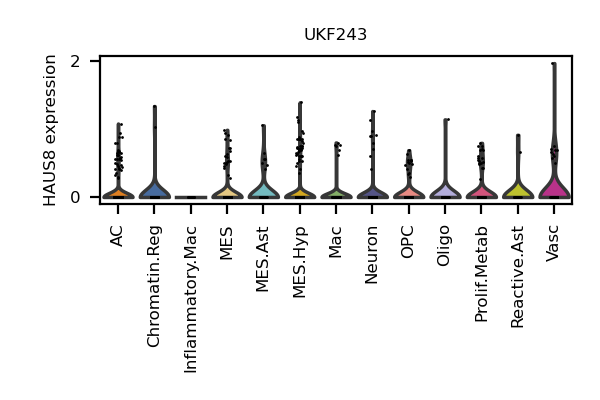 UKF243
HAUS8 expression
2
0
AC
Chromatin.Reg
Inflammatory.Mac
MES
MES.Ast
MES.Hyp
Mac
Neuron
OPC
Oligo
Prolif.Metab
Reactive.Ast
Vasc